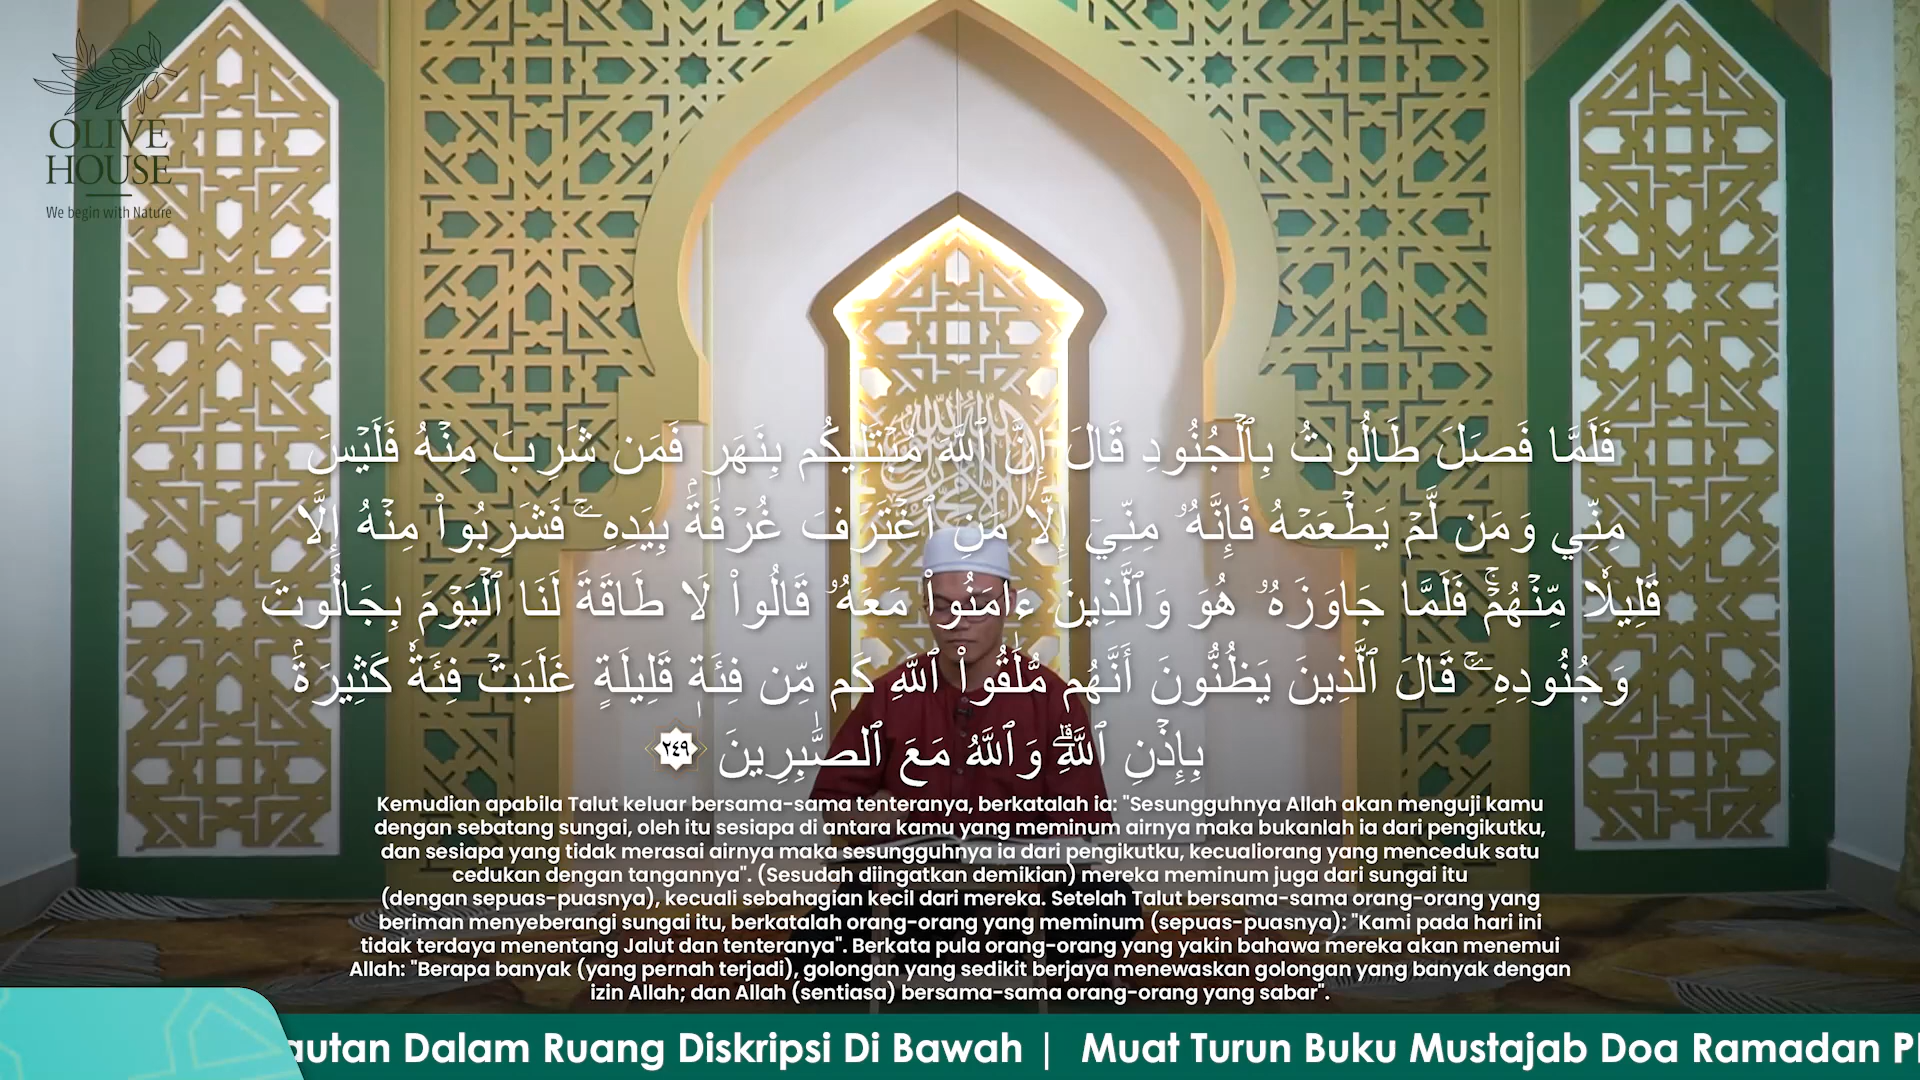 OLIVE
HOUSE
We begin with Nature
فَلَمَّا فَصَلَ طَالُوتُ بِٱلۡجُنُودِ قَالَ إِنَّ ٱللَّهَ مُبۡتَلِيكُم بِنَهَرٖ فَمَن شَرِبَ مِنۡهُ فَلَيۡسَ
مِنِّي وَمَن لَّمۡ يَطۡعَمۡهُ فَإِنَّهُۥ مِنِّيٓ إِلَّا مَنِ ٱغۡتَرَفَ غُرۡفَةَۢ بِيَدِهِۦۚ فَشَرِبُواْ مِنۡهُ إِلَّا
قَلِيلٗا مِّنۡهُمۡۚ فَلَمَّا جَاوَزَهُۥ هُوَ وَٱلَّذِينَ ءَامَنُواْ مَعَهُۥ قَالُواْ لَا طَاقَةَ لَنَا ٱلۡيَوۡمَ بِجَالُوتَ
وَجُنُودِهِۦۚ قَالَ ٱلَّذِينَ يَظُنُّونَ أَنَّهُم مُّلَٰقُواْ ٱللَّهِ كَم مِّن فِئَةٖ قَلِيلَةٍ غَلَبَتۡ فِئَةٗ كَثِيرَةَۢ
بِإِذۡنِ ٱللَّهِۗ وَٱللَّهُ مَعَ ٱلصَّٰبِرِينَ ٢٤٩
Kemudian apabila Talut keluar bersama-sama tenteranya, berkatalah ia: "Sesungguhnya Allah akan menguji kamu
dengan sebatang sungai, oleh itu sesiapa di antara kamu yang meminum airnya maka bukanlah ia dari pengikutku,
dan sesiapa yang tidak merasai airnya maka sesungguhnya ia dari pengikutku, kecualiorang yang menceduk satu
cedukan dengan tangannya". (Sesudah diingatkan demikian) mereka meminum juga dari sungai itu
(dengan sepuas-puasnya), kecuali sebahagian kecil dari mereka. Setelah Talut bersama-sama orang-orang yang
beriman menyeberangi sungai itu, berkatalah orang-orang yang meminum (sepuas-puasnya): "Kami pada hari ini
tidak terdaya menentang Jalut dan tenteranya". Berkata pula orang-orang yang yakin bahawa mereka akan menemui
Allah: "Berapa banyak (yang pernah terjadi), golongan yang sedikit berjaya menewaskan golongan yang banyak dengan
izin Allah; dan Allah (sentiasa) bersama-sama orang-orang yang sabar".
autan Dalam Ruang Diskripsi Di Bawah | Muat Turun Buku Mustajab Doa Ramadan